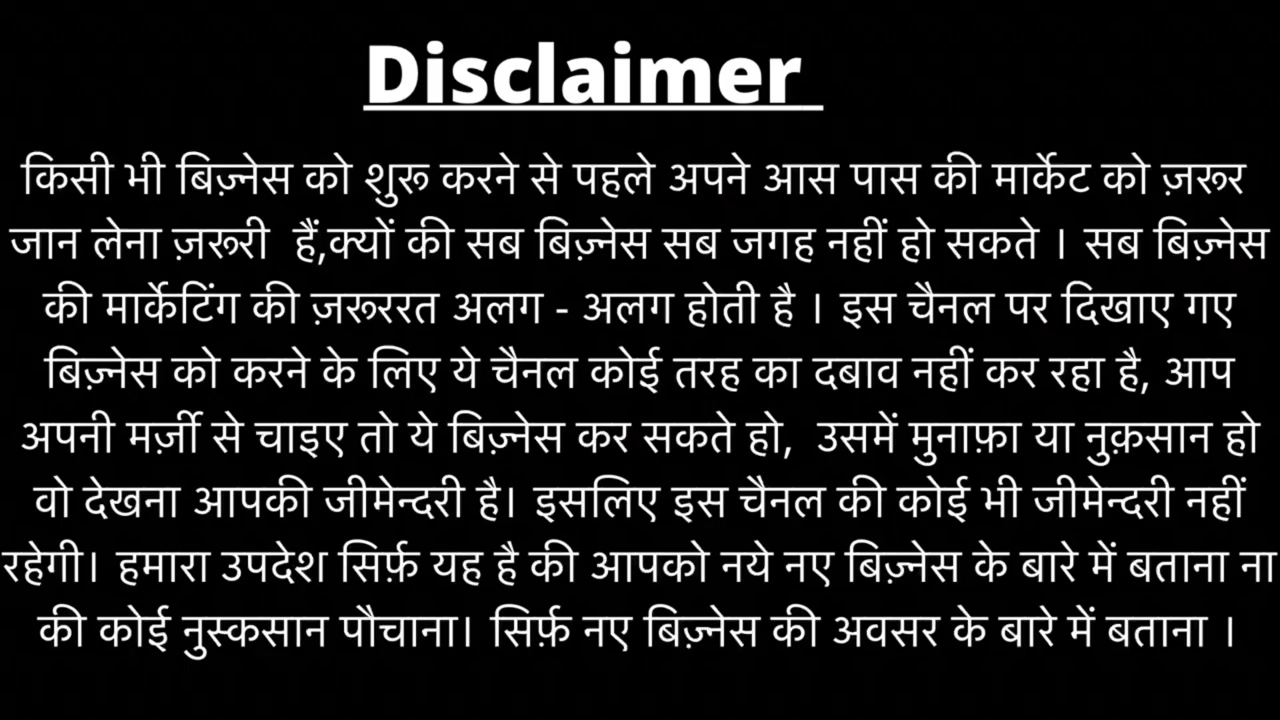 Disclaimer
किसी भी बिज़्नेस को शुरू करने से पहले अपने आस पास की मार्केट को ज़रूर
जान लेना ज़रूरी हैं,क्यों की सब बिज़्नेस सब जगह नहीं हो सकते । सब बिज़्नेस
की मार्केटिंग की ज़रूररत अलग - अलग होती है । इस चैनल पर दिखाए गए
बिज़्नेस को करने के लिए ये चैनल कोई तरह का दबाव नहीं कर रहा है, आप
अपनी मर्ज़ी से चाइए तो ये बिज़्नेस कर सकते हो, उसमें मुनाफ़ा या नुक़सान हो
वो देखना आपकी जीमेन्दरी है। इसलिए इस चैनल की कोई भी जीमेन्दरी नहीं
रहेगी। हमारा उपदेश सिर्फ़ यह है की आपको नये नए बिज़्नेस के बारे में बताना ना
की कोई नुस्कसान पौचाना। सिर्फ़ नए बिज़्नेस की अवसर के बारे में बताना ।